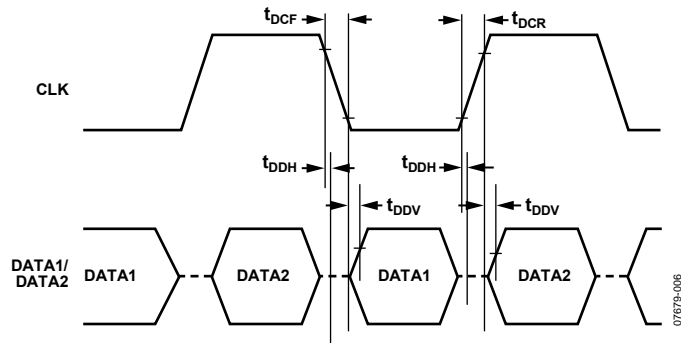 tDCF
tDCR
CLK
tDDH
tDDH
tDDV
tDDV
DATA1/
DATA2
DATA1
DATA2
DATA1
DATA2
07679-006